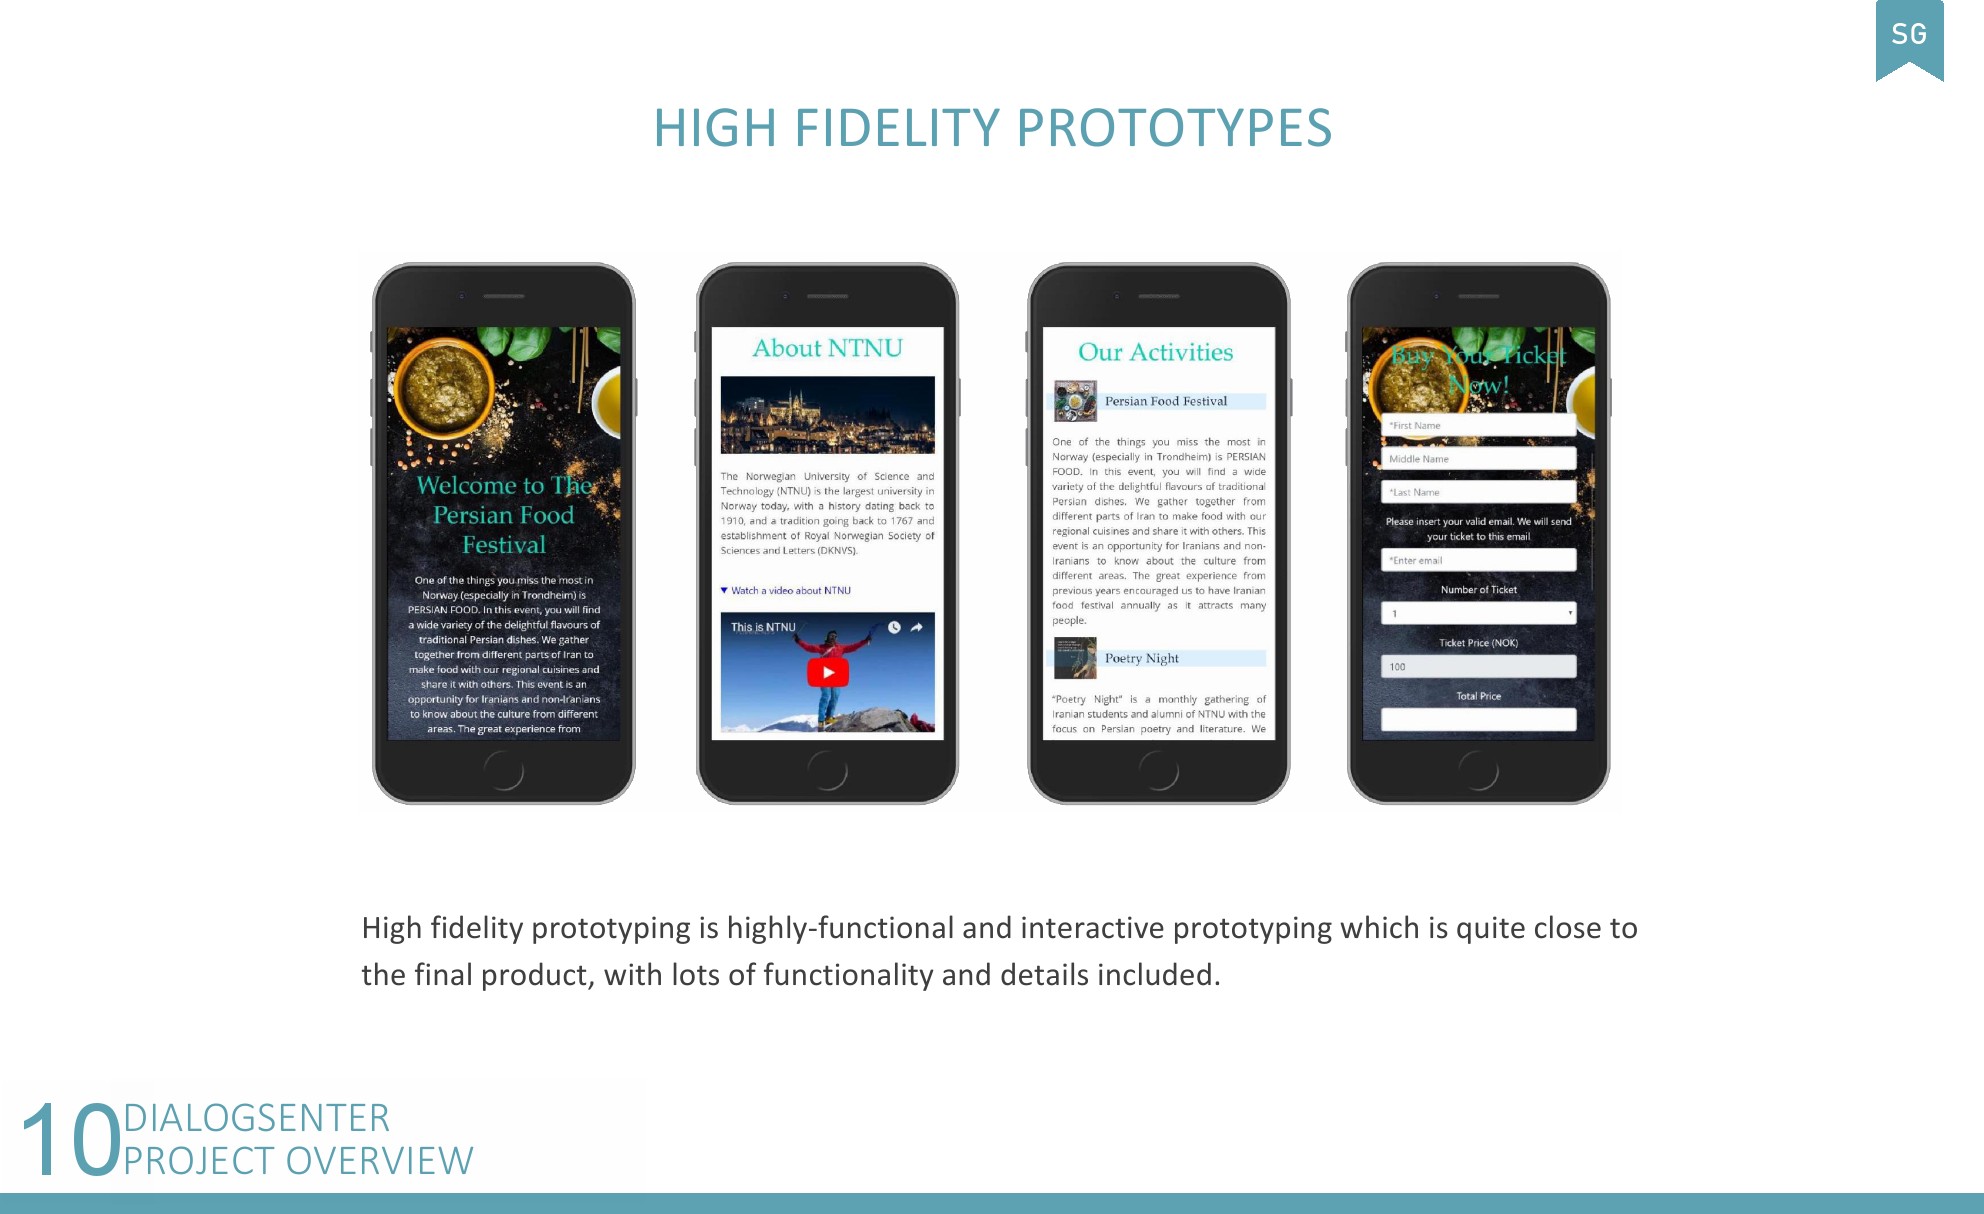 SG
HIGH FIDELITY PROTOTYPES
Welcome to The
Persian Food
Festival
One of the things you miss the most in
Norway (especially in Trondheim) is
PERSIAN FOOD. In this event, you will find
a wide variety of the delightful flavours of
traditional Persian dishes. We gather
together from different parts of Iran to
make food with our regional cuisines and
share it with others. This event is an
opportunity for Iranians and non-Iranians
to know about the culture from different
areas. The great experience from
About NTNU
The Norwegian University of Science and
Technology (NTNU) is the largest university in
Norway today, with a history dating back to
1910, and a tradition going back to 1767 and
establishment of Royal Norwegian Society of
Sciences and Letters (DKNVS).
▼ Watch a video about NTNU
This is NTNU
Our Activities
Persian Food Festival
One of the things you miss the most in
Norway (especially in Trondheim) is PERSIAN
FOOD. In this event, you will find a wide
variety of the delightful flavours of traditional
Persian dishes. We gather together from
different parts of Iran to make food with our
regional cuisines and share it with others. This
event is an opportunity for Iranians and non-
Iranians to know about the culture from
different areas. The great experience from
previous years encouraged us to have Iranian
food festival annually as it attracts many
people.
Poetry Night
“Poetry Night” is a monthly gathering of
Iranian students and alumni of NTNU with the
focus on Persian poetry and literature. We
Buy Your Ticket
Now!
*First Name
Middle Name
*Last Name
Please insert your valid email. We will send
your ticket to this email
*Enter email
Number of Ticket
1
Ticket Price (NOK)
100
Total Price
High fidelity prototyping is highly-functional and interactive prototyping which is quite close to
the final product, with lots of functionality and details included.
10
DIALOGSENTER
PROJECT OVERVIEW